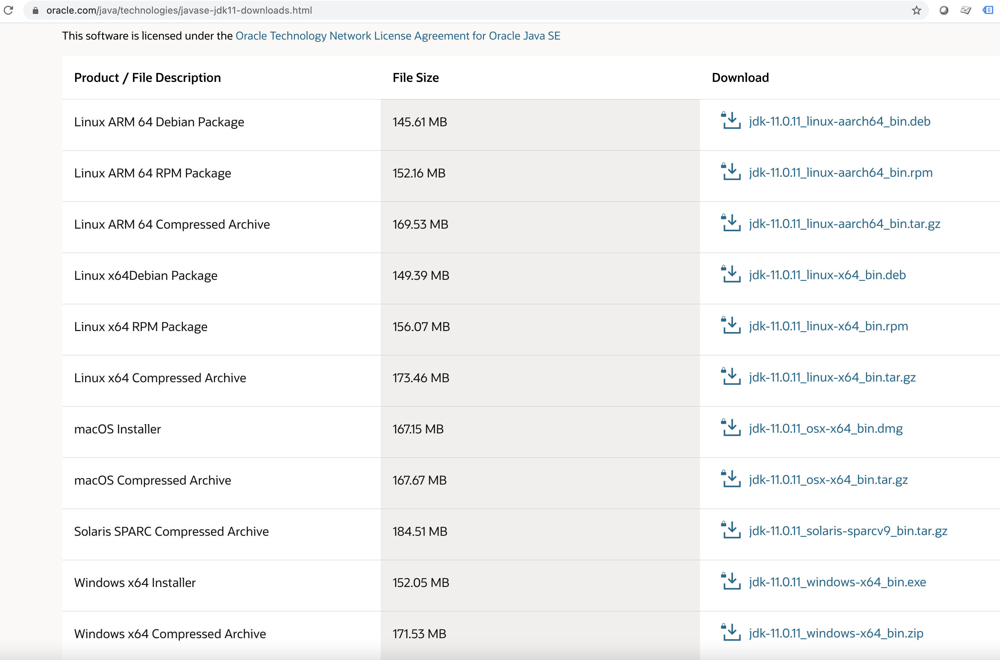 oracle.com/java/technologies/javase-jdk11-downloads.html
5
This software is licensed under the Oracle Technology Network License Agreement for Oracle Java SE
Product / File Description File Size Download
Linux ARM 64 Debian Package 145.61 MB jdk-11.0.11_linux-aarch64_bin.deb
Linux ARM 64 RPM Package 152.16 MB jdk-11.0.11_linux-aarch64_bin.rpm
Linux ARM 64 Compressed Archive 169.53 MB jdk-11.0.11_linux-aarch64_bin.tar.gz
Linux x64Debian Package 149.39 MB jdk-11.0.11_linux-x64_bin.deb
Linux x64 RPM Package 156.07 MB jdk-11.0.11_linux-x64_bin.rpm
Linux x64 Compressed Archive 173.46 MB jdk-11.0.11_linux-x64_bin.tar.gz
macOS Installer 167.15 MB jdk-11.0.11_osx-x64_bin.dmg
macOS Compressed Archive 167.67 MB jdk-11.0.11_osx-x64_bin.tar.gz
Solaris SPARC Compressed Archive 184.51 MB jdk-11.0.11_solaris-sparcv9_bin.tar.gz
Windows x64 Installer 152.05 MB jdk-11.0.11_windows-x64_bin.exe
Windows x64 Compressed Archive 171.53 MB jdk-11.0.11_windows-x64_bin.zip